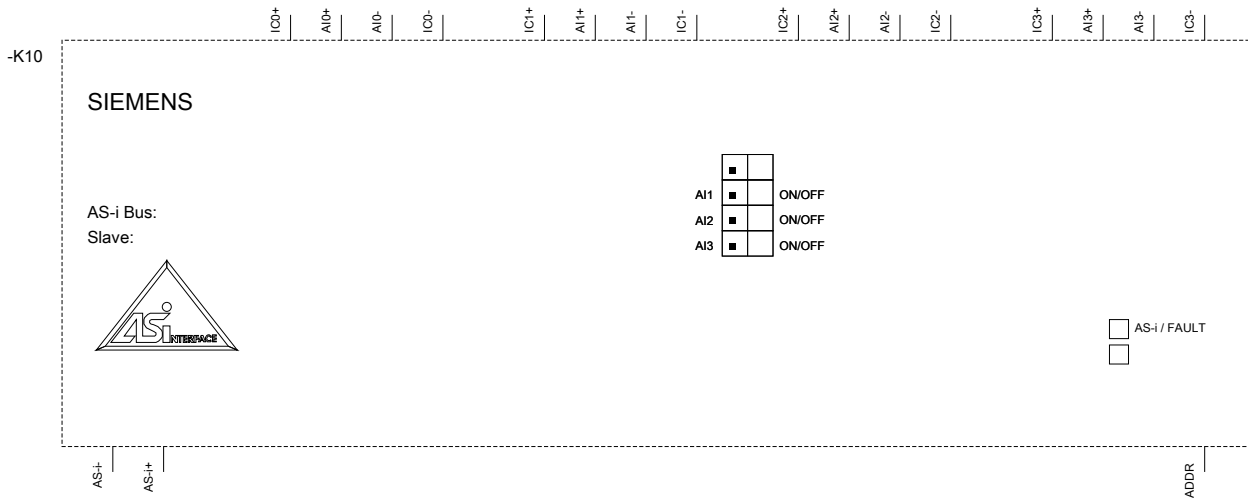 IC0+ AI0+ AI0- IC0- IC1+ AI1+ AI1- IC1- IC2+ AI2+ AI2- IC2- IC3+ AI3+ AI3- IC3-
-K10
SIEMENS
AI1 ON/OFF
AS-i Bus:
AI2 ON/OFF
Slave:
AI3 ON/OFF
ASi INTERFACE
AS-i / FAULT
AS-i- AS-i+ ADDR